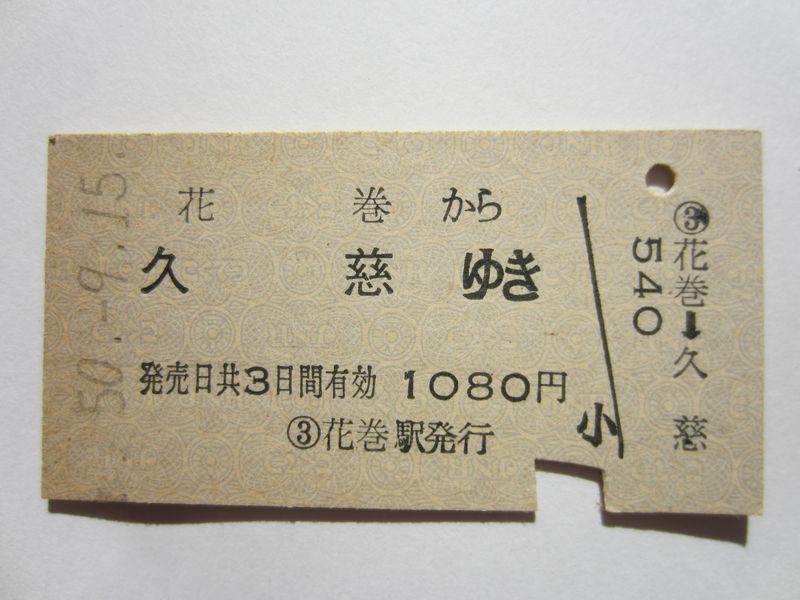 50.-9.15
花巻から
久慈ゆき
発売日共3日間有効 1080円
③花巻駅発行
小
③花巻➡久慈
540